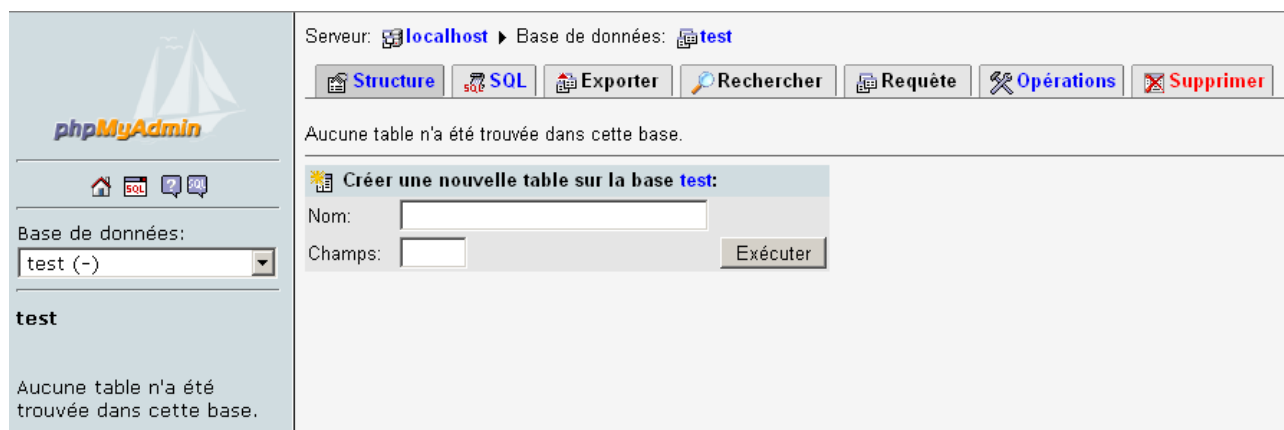 phpMyAdmin
SQL
SQL
Base de données:
test (-)
test
Aucune table n'a été
trouvée dans cette base.
Serveur: localhost ▸ Base de données: test
Structure SQL Exporter Rechercher Requête Opérations Supprimer
Aucune table n'a été trouvée dans cette base.
Créer une nouvelle table sur la base test:
Nom:
Champs: Exécuter